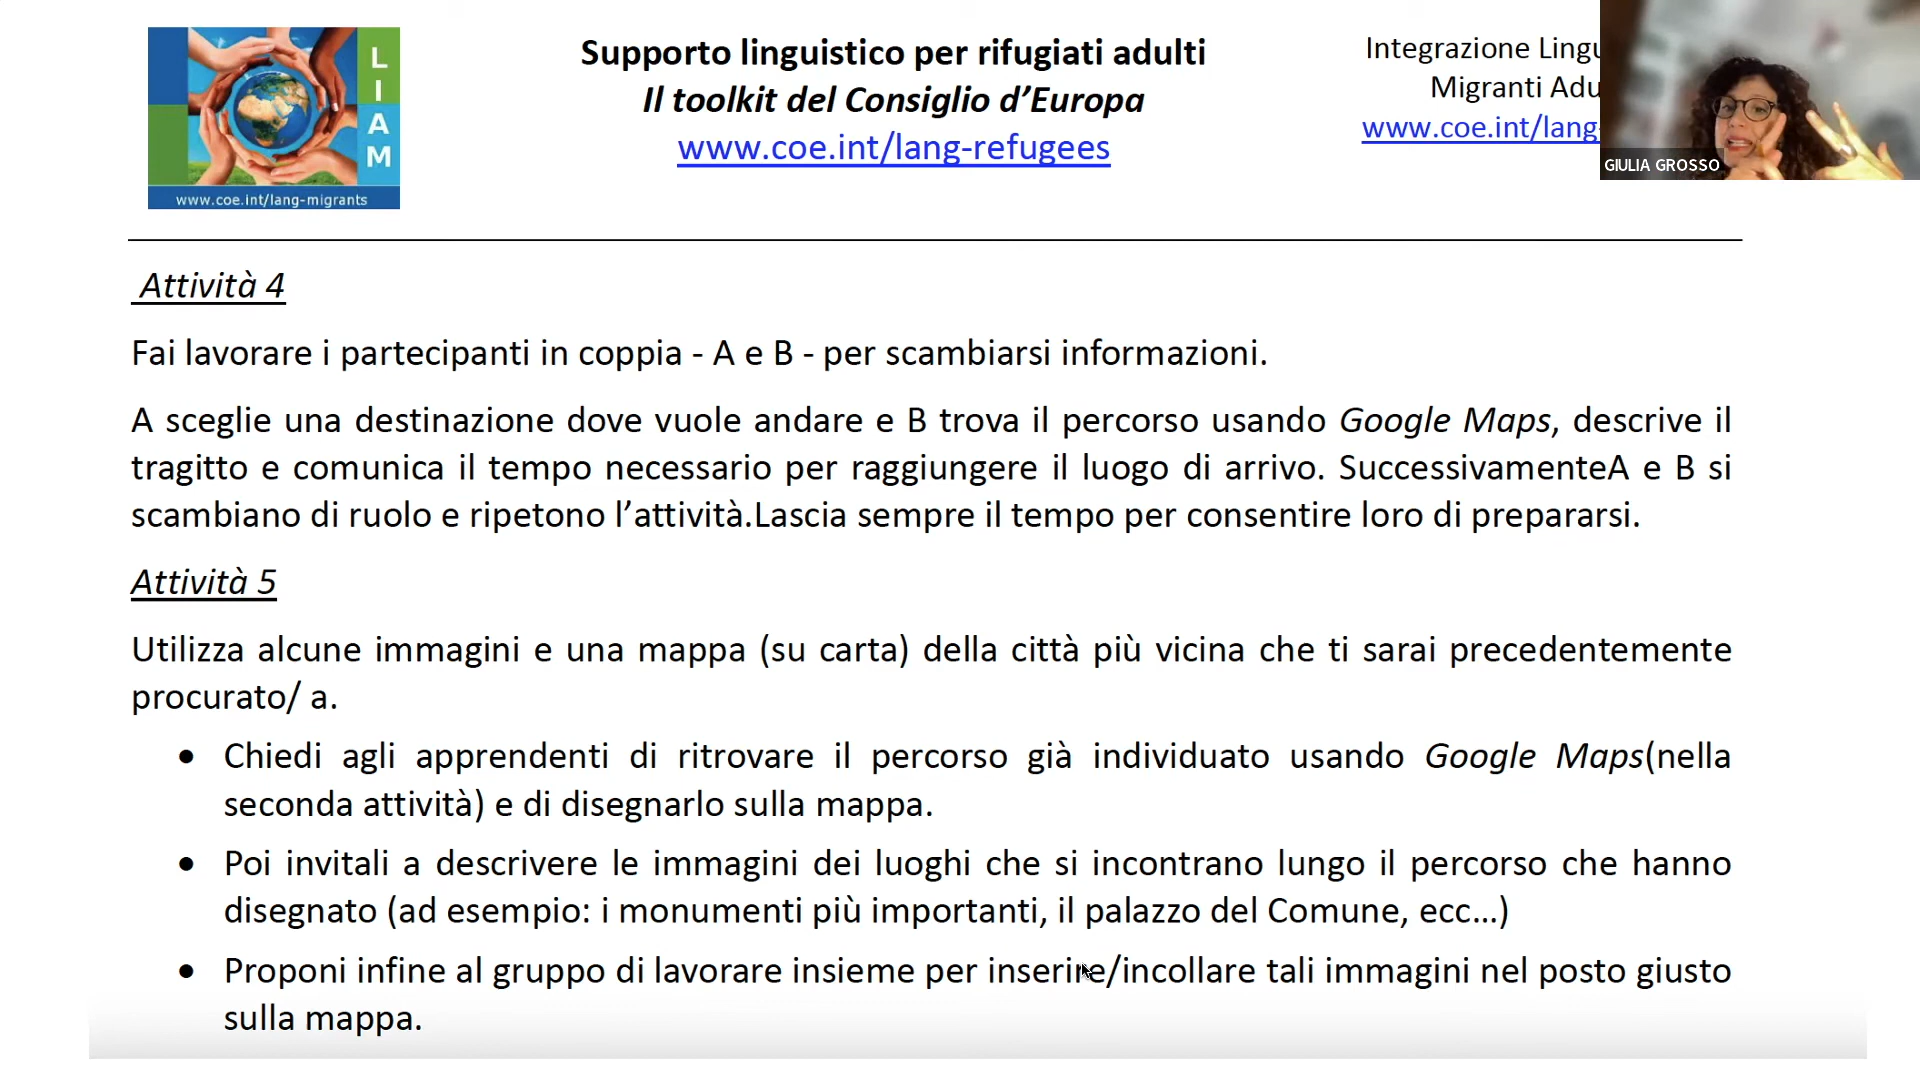 L
I
A
M
www.coe.int/lang-migrants
Supporto linguistico per rifugiati adulti
Il toolkit del Consiglio d’Europa
www.coe.int/lang-refugees
Integrazione Lingu
Migranti Adu
www.coe.int/lang-
GIULIA GROSSO
Attività 4
Fai lavorare i partecipanti in coppia - A e B - per scambiarsi informazioni.
A sceglie una destinazione dove vuole andare e B trova il percorso usando Google Maps, descrive il
tragitto e comunica il tempo necessario per raggiungere il luogo di arrivo. SuccessivamenteA e B si
scambiano di ruolo e ripetono l’attività.Lascia sempre il tempo per consentire loro di prepararsi.
Attività 5
Utilizza alcune immagini e una mappa (su carta) della città più vicina che ti sarai precedentemente
procurato/ a.
• Chiedi agli apprendenti di ritrovare il percorso già individuato usando Google Maps(nella
seconda attività) e di disegnarlo sulla mappa.
• Poi invitali a descrivere le immagini dei luoghi che si incontrano lungo il percorso che hanno
disegnato (ad esempio: i monumenti più importanti, il palazzo del Comune, ecc…)
• Proponi infine al gruppo di lavorare insieme per inserire/incollare tali immagini nel posto giusto
sulla mappa.